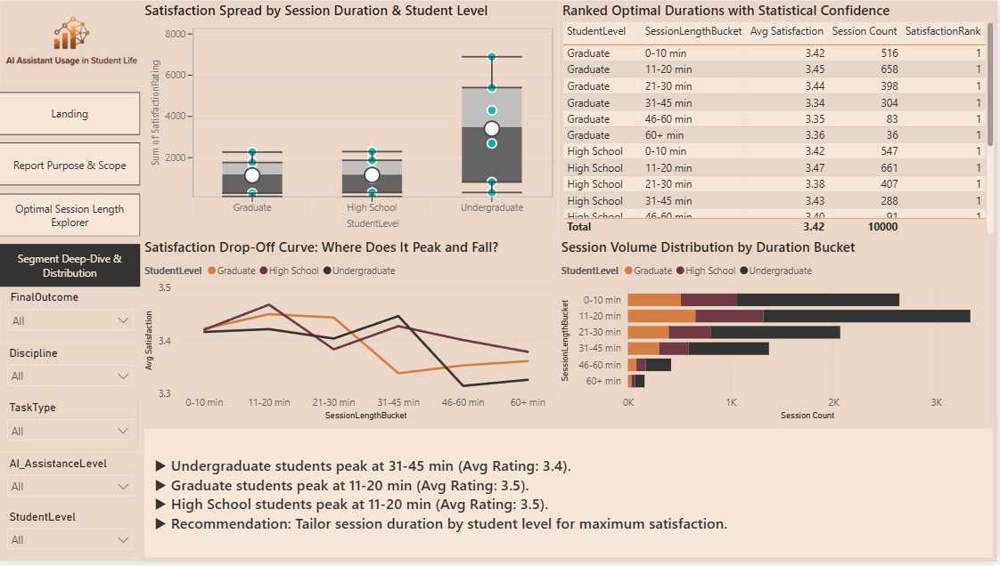 AI Assistant Usage in Student Life
Landing
Report Purpose & Scope
Optimal Session Length
Explorer
Segment Deep-Dive &
Distribution
FinalOutcome
All
Discipline
All
TaskType
All
AI_AssistanceLevel
All
StudentLevel
All
Satisfaction Spread by Session Duration & Student Level
Sum of SatisfactionRating
8000
6000
4000
2000
Graduate High School Undergraduate
StudentLevel
Ranked Optimal Durations with Statistical Confidence
StudentLevel SessionLengthBucket Avg Satisfaction Session Count SatisfactionRank
Graduate 0-10 min 3.42 516 1
Graduate 11-20 min 3.45 658 1
Graduate 21-30 min 3.44 398 1
Graduate 31-45 min 3.34 304 1
Graduate 46-60 min 3.35 83 1
Graduate 60+ min 3.36 36 1
High School 0-10 min 3.42 547 1
High School 11-20 min 3.47 661 1
High School 21-30 min 3.38 407 1
High School 31-45 min 3.43 288 1
High School 46-60 min 3.40 91 1
Total 3.42 10000
Satisfaction Drop-Off Curve: Where Does It Peak and Fall?
StudentLevel Graduate High School Undergraduate
Avg Satisfaction
3.5
3.4
3.3
0-10 min 11-20 min 21-30 min 31-45 min 46-60 min 60+ min
SessionLengthBucket
Session Volume Distribution by Duration Bucket
StudentLevel Graduate High School Undergraduate
SessionLengthBucket
0-10 min
11-20 min
21-30 min
31-45 min
46-60 min
60+ min
0K 1K 2K 3K
Session Count
▶ Undergraduate students peak at 31-45 min (Avg Rating: 3.4).
▶ Graduate students peak at 11-20 min (Avg Rating: 3.5).
▶ High School students peak at 11-20 min (Avg Rating: 3.5).
▶ Recommendation: Tailor session duration by student level for maximum satisfaction.